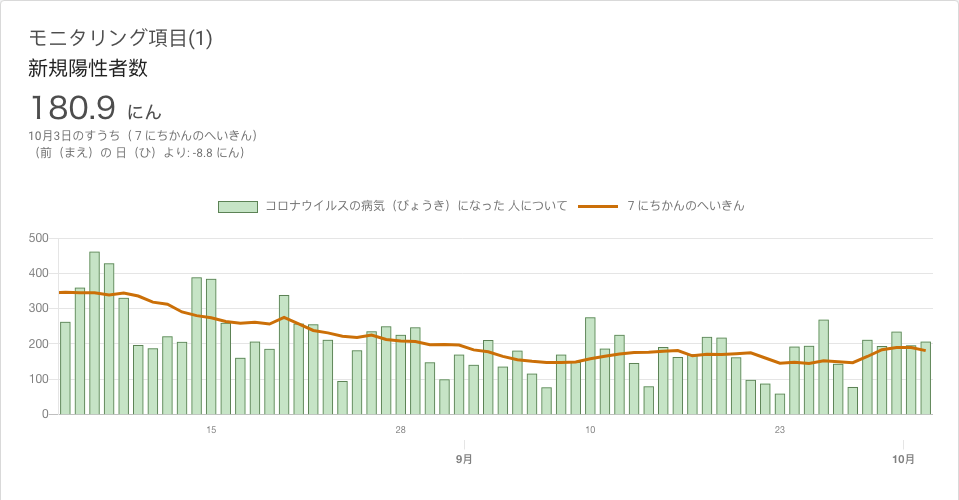 モニタリング項目(1)
新規陽性者数
180.9 にん
10月3日のすうち（７にちかんのへいきん）
（前（まえ）の 日（ひ）より: -8.8 にん）
コロナウイルスの病気（びょうき）になった 人について ７にちかんのへいきん
500
400
300
200
100
0
15 28 10 23
9月 10月